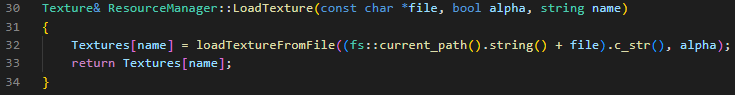 30 Texture& ResourceManager::LoadTexture(const char *file, bool alpha, string name)
31 {
32     Textures[name] = loadTextureFromFile((fs::current_path().string() + file).c_str(), alpha);
33     return Textures[name];
34 }